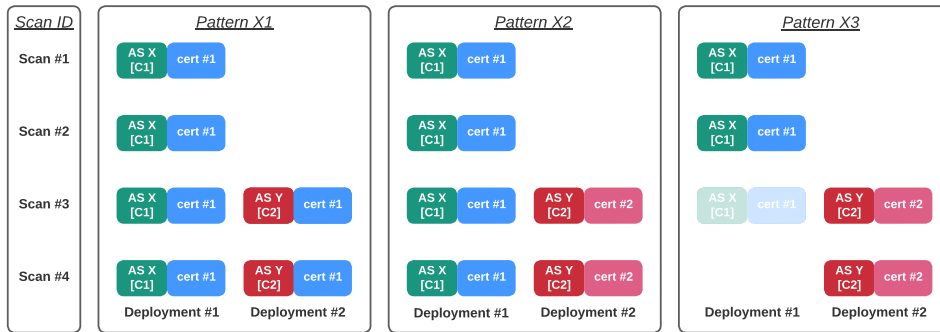 Scan ID Pattern X1 Pattern X2 Pattern X3
Scan #1 AS X [C1] cert #1 AS X [C1] cert #1 AS X [C1] cert #1
Scan #2 AS X [C1] cert #1 AS X [C1] cert #1 AS X [C1] cert #1
Scan #3 AS X [C1] cert #1 AS Y [C2] cert #1 AS X [C1] cert #1 AS Y [C2] cert #2 AS X [C1] cert #1 AS Y [C2] cert #2
Scan #4 AS X [C1] cert #1 AS Y [C2] cert #1 AS X [C1] cert #1 AS Y [C2] cert #2 AS Y [C2] cert #2
Deployment #1 Deployment #2 Deployment #1 Deployment #2 Deployment #1 Deployment #2